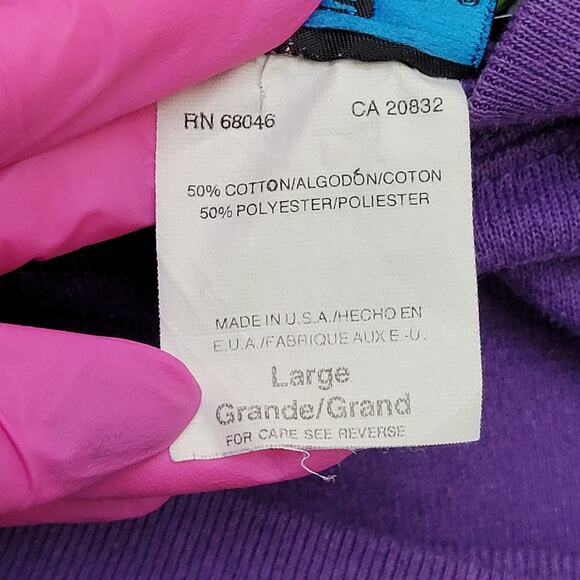 RN 68046 CA 20832
50% COTTON/ALGODÓN/COTON
50% POLYESTER/POLIESTER
MADE IN U.S.A./HECHO EN
E.U.A./FABRIQUE AUX E.-U.
Large
Grande/Grand
FOR CARE SEE REVERSE